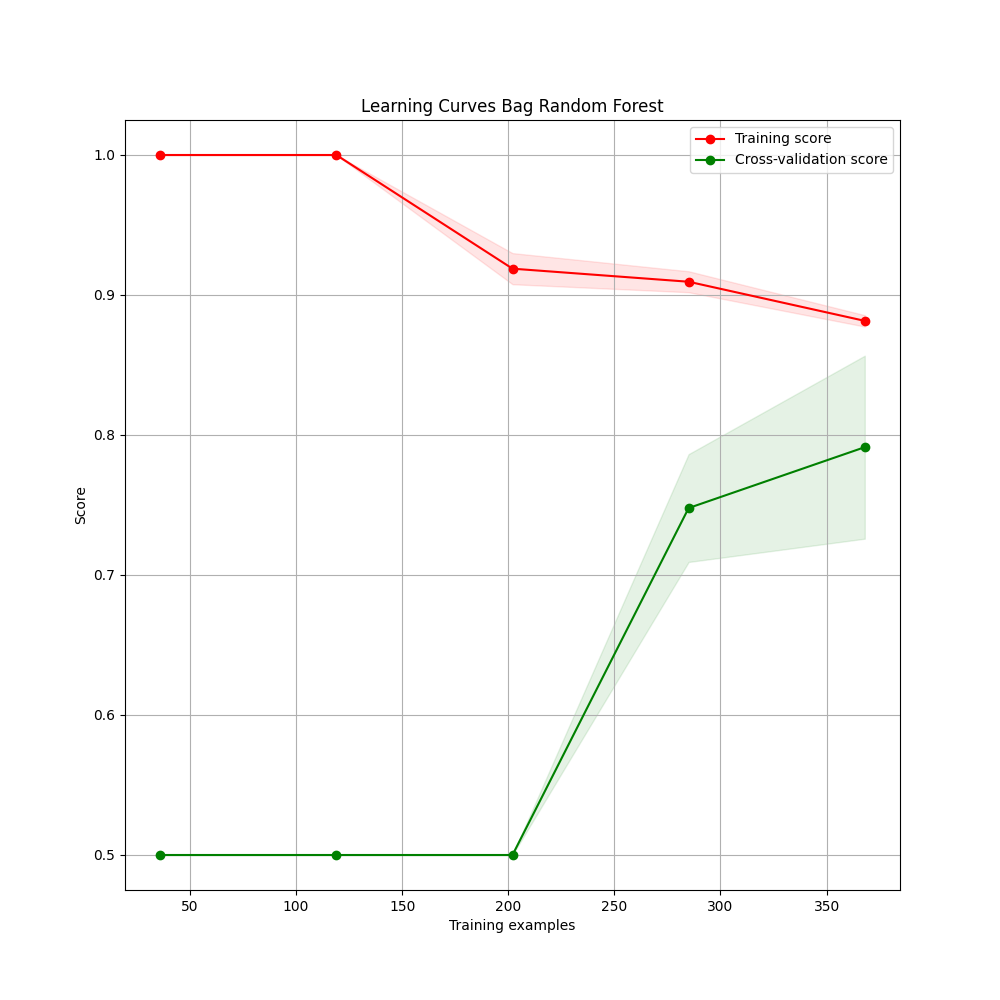 Learning Curves Bag Random Forest
Training score
Cross-validation score
1.0
0.9
0.8
0.7
0.6
0.5
Score
50 100 150 200 250 300 350
Training examples